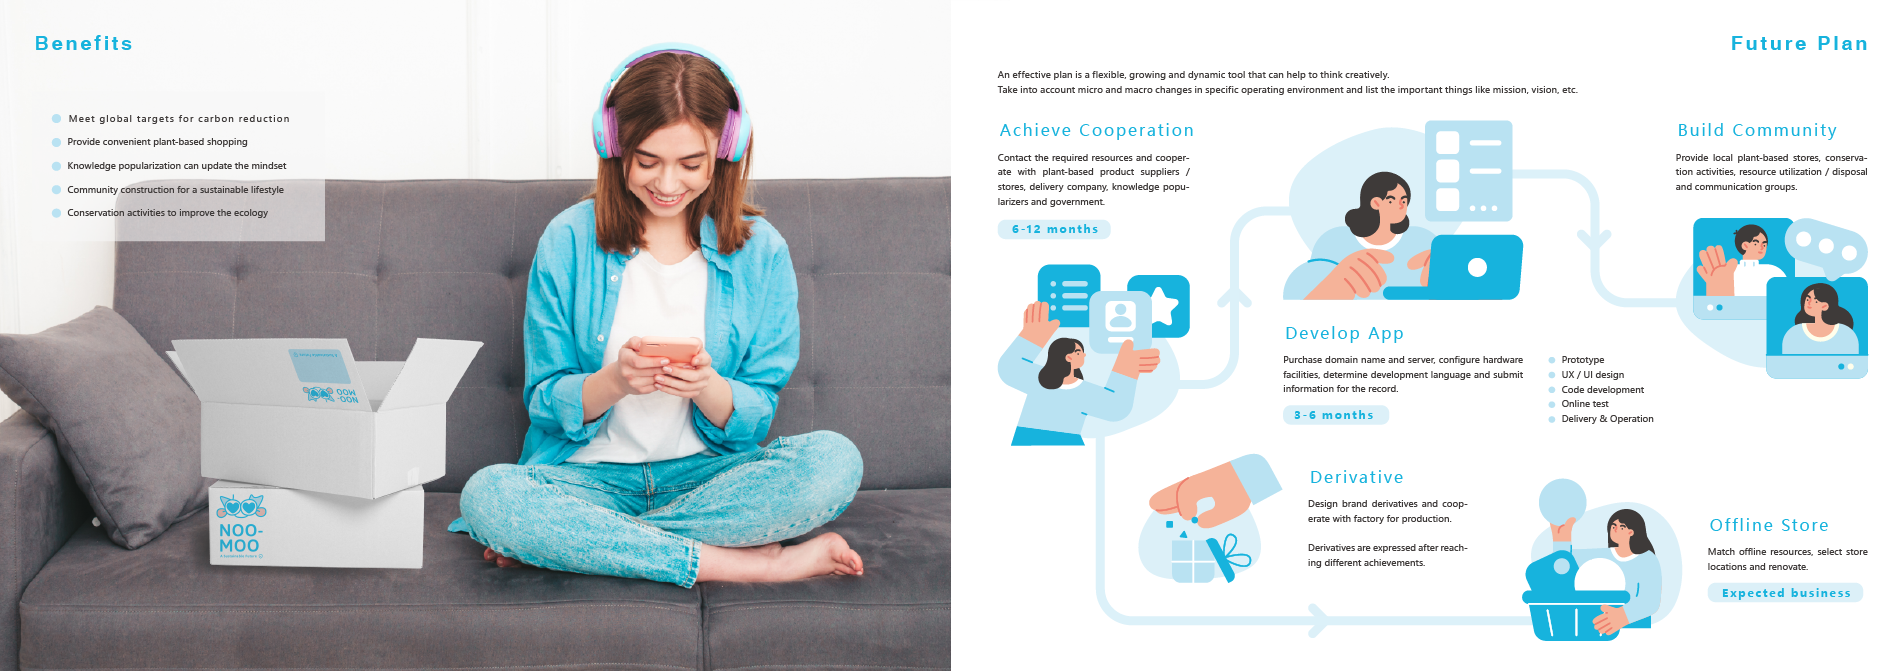 Benefits
Meet global targets for carbon reduction
Provide convenient plant-based shopping
Knowledge popularization can update the mindset
Community construction for a sustainable lifestyle
Conservation activities to improve the ecology
NOO-
MOO
NOO-
MOO
Future Plan
An effective plan is a flexible, growing and dynamic tool that can help to think creatively.
Take into account micro and macro changes in specific operating environment and list the important things like mission, vision, etc.
Achieve Cooperation
Contact the required resources and cooper-
ate with plant-based product suppliers /
stores, delivery company, knowledge popu-
larizers and government.
6-12 months
Develop App
Purchase domain name and server, configure hardware
facilities, determine development language and submit
information for the record.
3-6 months
Prototype
UX / UI design
Code development
Online test
Delivery & Operation
Build Community
Provide local plant-based stores, conserva-
tion activities, resource utilization / disposal
and communication groups.
Derivative
Design brand derivatives and coop-
erate with factory for production.
Derivatives are expressed after reach-
ing different achievements.
Offline Store
Match offline resources, select store
locations and renovate.
Expected business